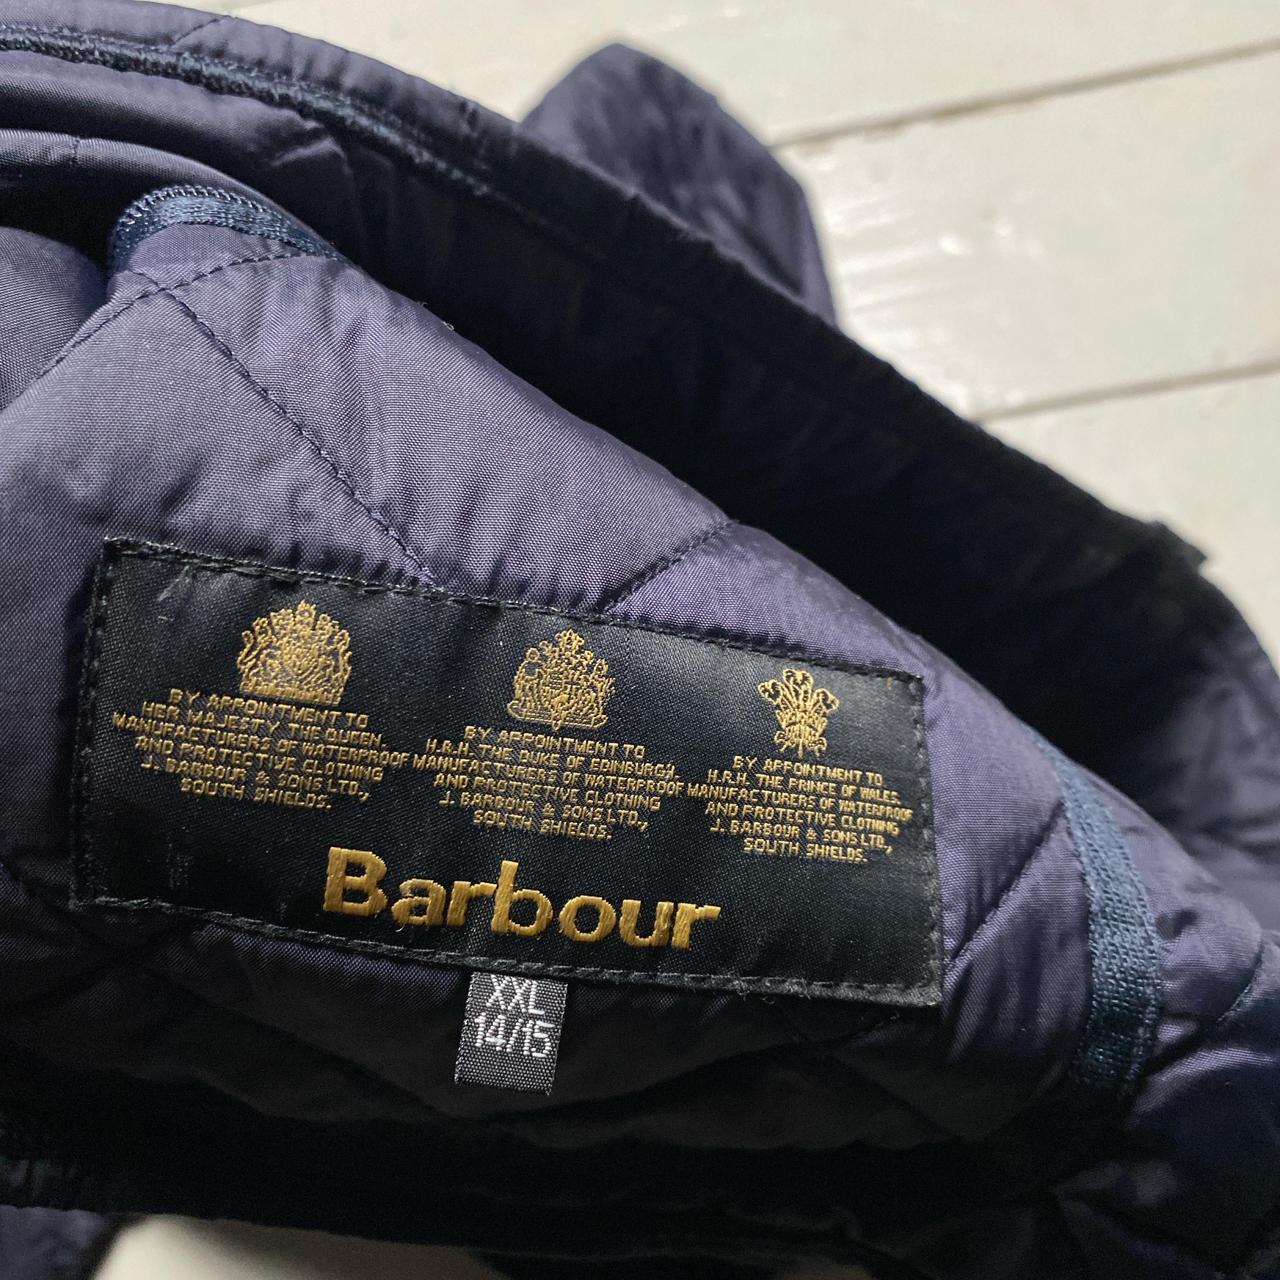 BY APPOINTMENT TO
HER MAJESTY THE QUEEN,
MANUFACTURERS OF WATERPROOF
AND PROTECTIVE CLOTHING
J. BARBOUR & SONS LTD.,
SOUTH SHIELDS.
BY APPOINTMENT TO
H.R.H. THE DUKE OF EDINBURGH,
MANUFACTURERS OF WATERPROOF
AND PROTECTIVE CLOTHING
J. BARBOUR & SONS LTD.,
SOUTH SHIELDS.
BY APPOINTMENT TO
H.R.H. THE PRINCE OF WALES.
MANUFACTURERS OF WATERPROOF
AND PROTECTIVE CLOTHING
J. BARBOUR & SONS LTD.,
SOUTH SHIELDS.
Barbour
XXL
14/15